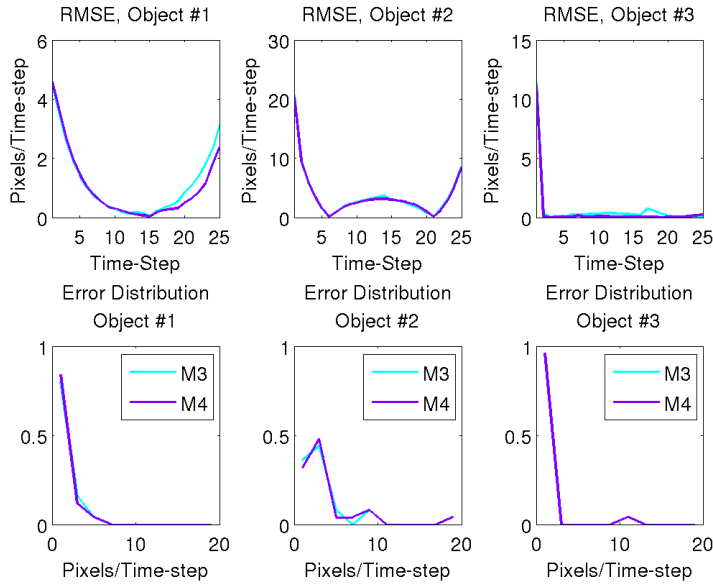 RMSE, Object #1
6
4
2
0
Pixels/Time-step
5 10 15 20 25
Time-Step
RMSE, Object #2
30
20
10
0
Pixels/Time-step
5 10 15 20 25
Time-Step
RMSE, Object #3
15
10
5
0
Pixels/Time-step
5 10 15 20 25
Time-Step
Error Distribution
Object #1
1
0.5
0
M3
M4
0 10 20
Pixels/Time-step
Error Distribution
Object #2
1
0.5
0
M3
M4
0 10 20
Pixels/Time-step
Error Distribution
Object #3
1
0.5
0
M3
M4
0 10 20
Pixels/Time-step